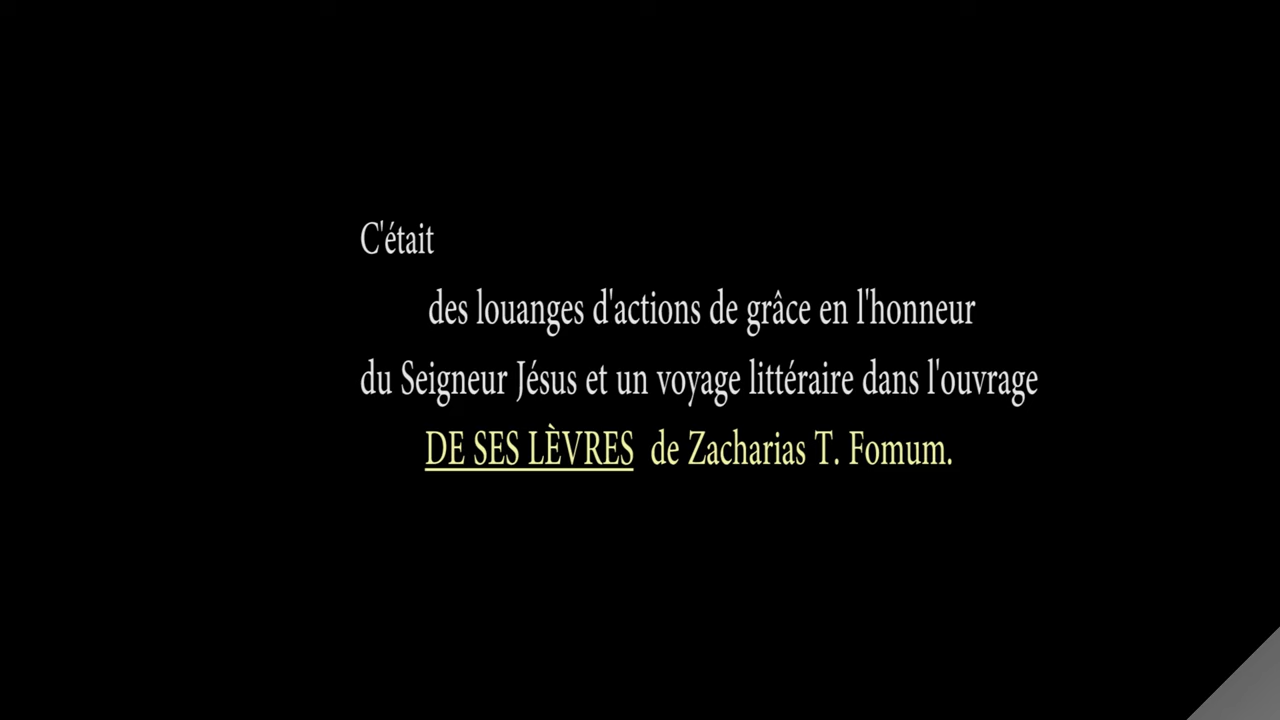 C'était
des louanges d'actions de grâce en l'honneur
du Seigneur Jésus et un voyage littéraire dans l'ouvrage
DE SES LÈVRES de Zacharias T. Fomum.